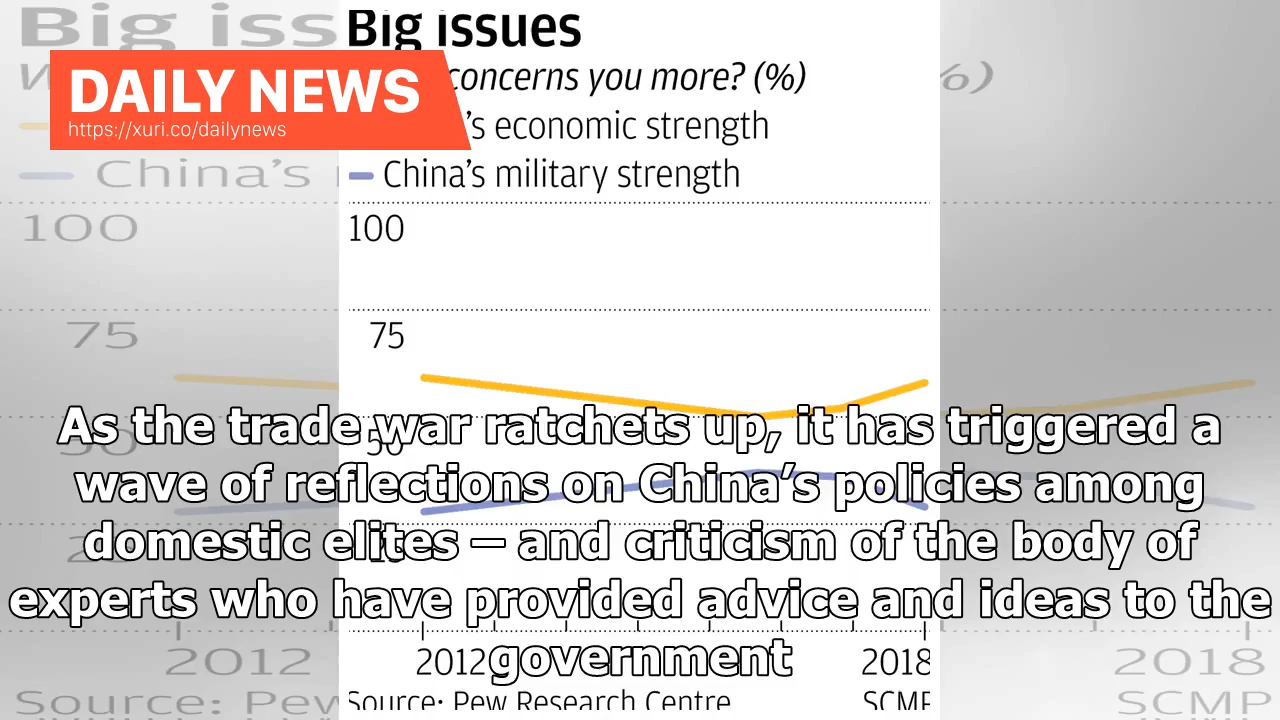 Big issues
DAILY NEWS
https://xuri.co/dailynews
concerns you more? (%)
's economic strength
China's military strength
100
75
50
As the trade war ratchets up, it has triggered a
wave of reflections on China's policies among
domestic elites – and criticism of the body of
experts who have provided advice and ideas to the
government
2012
2018
Source: Pew Research Centre
SCMP